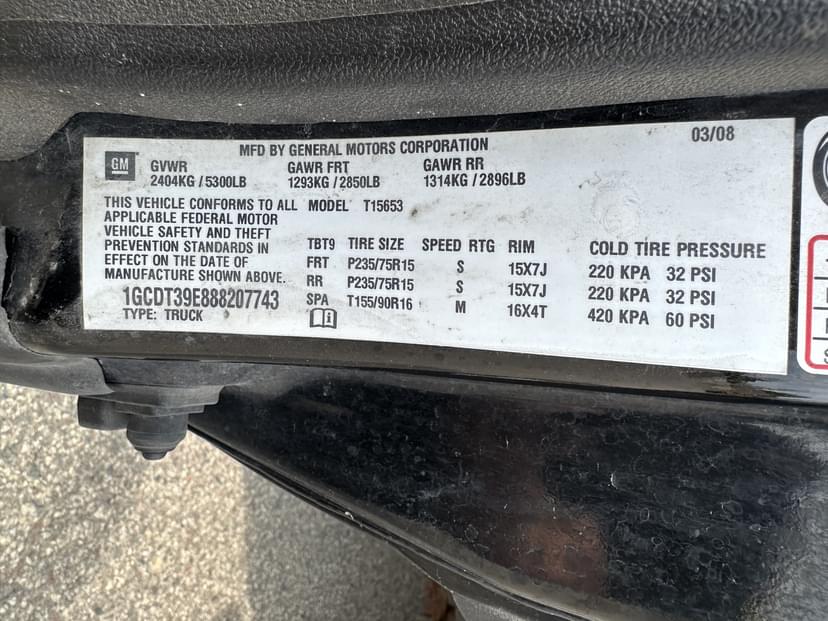 MFD BY GENERAL MOTORS CORPORATION 03/08
GM
GVWR GAWR FRT GAWR RR
2404KG / 5300LB 1293KG / 2850LB 1314KG / 2896LB
THIS VEHICLE CONFORMS TO ALL MODEL T15653
APPLICABLE FEDERAL MOTOR
VEHICLE SAFETY AND THEFT
PREVENTION STANDARDS IN
EFFECT ON THE DATE OF
MANUFACTURE SHOWN ABOVE.
TBT9 TIRE SIZE SPEED RTG RIM COLD TIRE PRESSURE
FRT P235/75R15 S 15X7J 220 KPA 32 PSI
RR P235/75R15 S 15X7J 220 KPA 32 PSI
SPA T155/90R16 M 16X4T 420 KPA 60 PSI
1GCDT39E888207743
TYPE: TRUCK